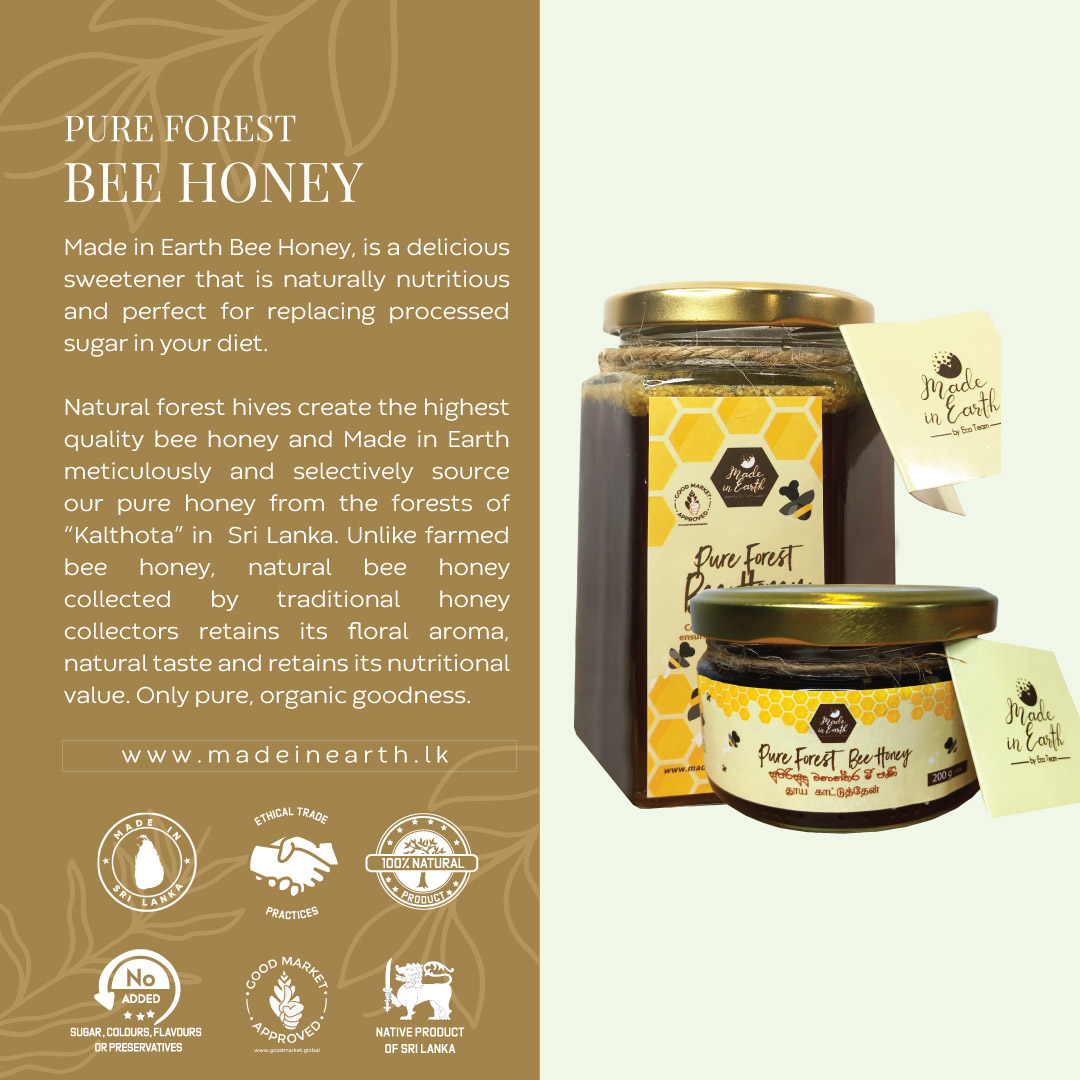 PURE FOREST
BEE HONEY
Made in Earth Bee Honey, is a delicious
sweetener that is naturally nutritious
and perfect for replacing processed
sugar in your diet.
Natural forest hives create the highest
quality bee honey and Made in Earth
meticulously and selectively source
our pure honey from the forests of
“Kalthota” in Sri Lanka. Unlike farmed
bee honey, natural bee honey
collected by traditional honey
collectors retains its floral aroma,
natural taste and retains its nutritional
value. Only pure, organic goodness.
www.madeinearth.lk
MADE IN
SRI LANKA
ETHICAL TRADE
PRACTICES
100% NATURAL
PRODUCT
No
ADDED
SUGAR, COLOURS, FLAVOURS
OR PRESERVATIVES
GOOD MARKET
APPROVED
www.goodmarket.global
NATIVE PRODUCT
OF SRI LANKA
Made
in Earth
by Eco Team
Made
in Earth
GOOD MARKET
APPROVED
Pure Forest
Bee Honey
Made
in Earth
Pure Forest Bee Honey
සුපිරිසුදු වනාන්තර මී පැණි
தூய காட்டுத்தேன்
200 g
Made
in Earth
by Eco Team